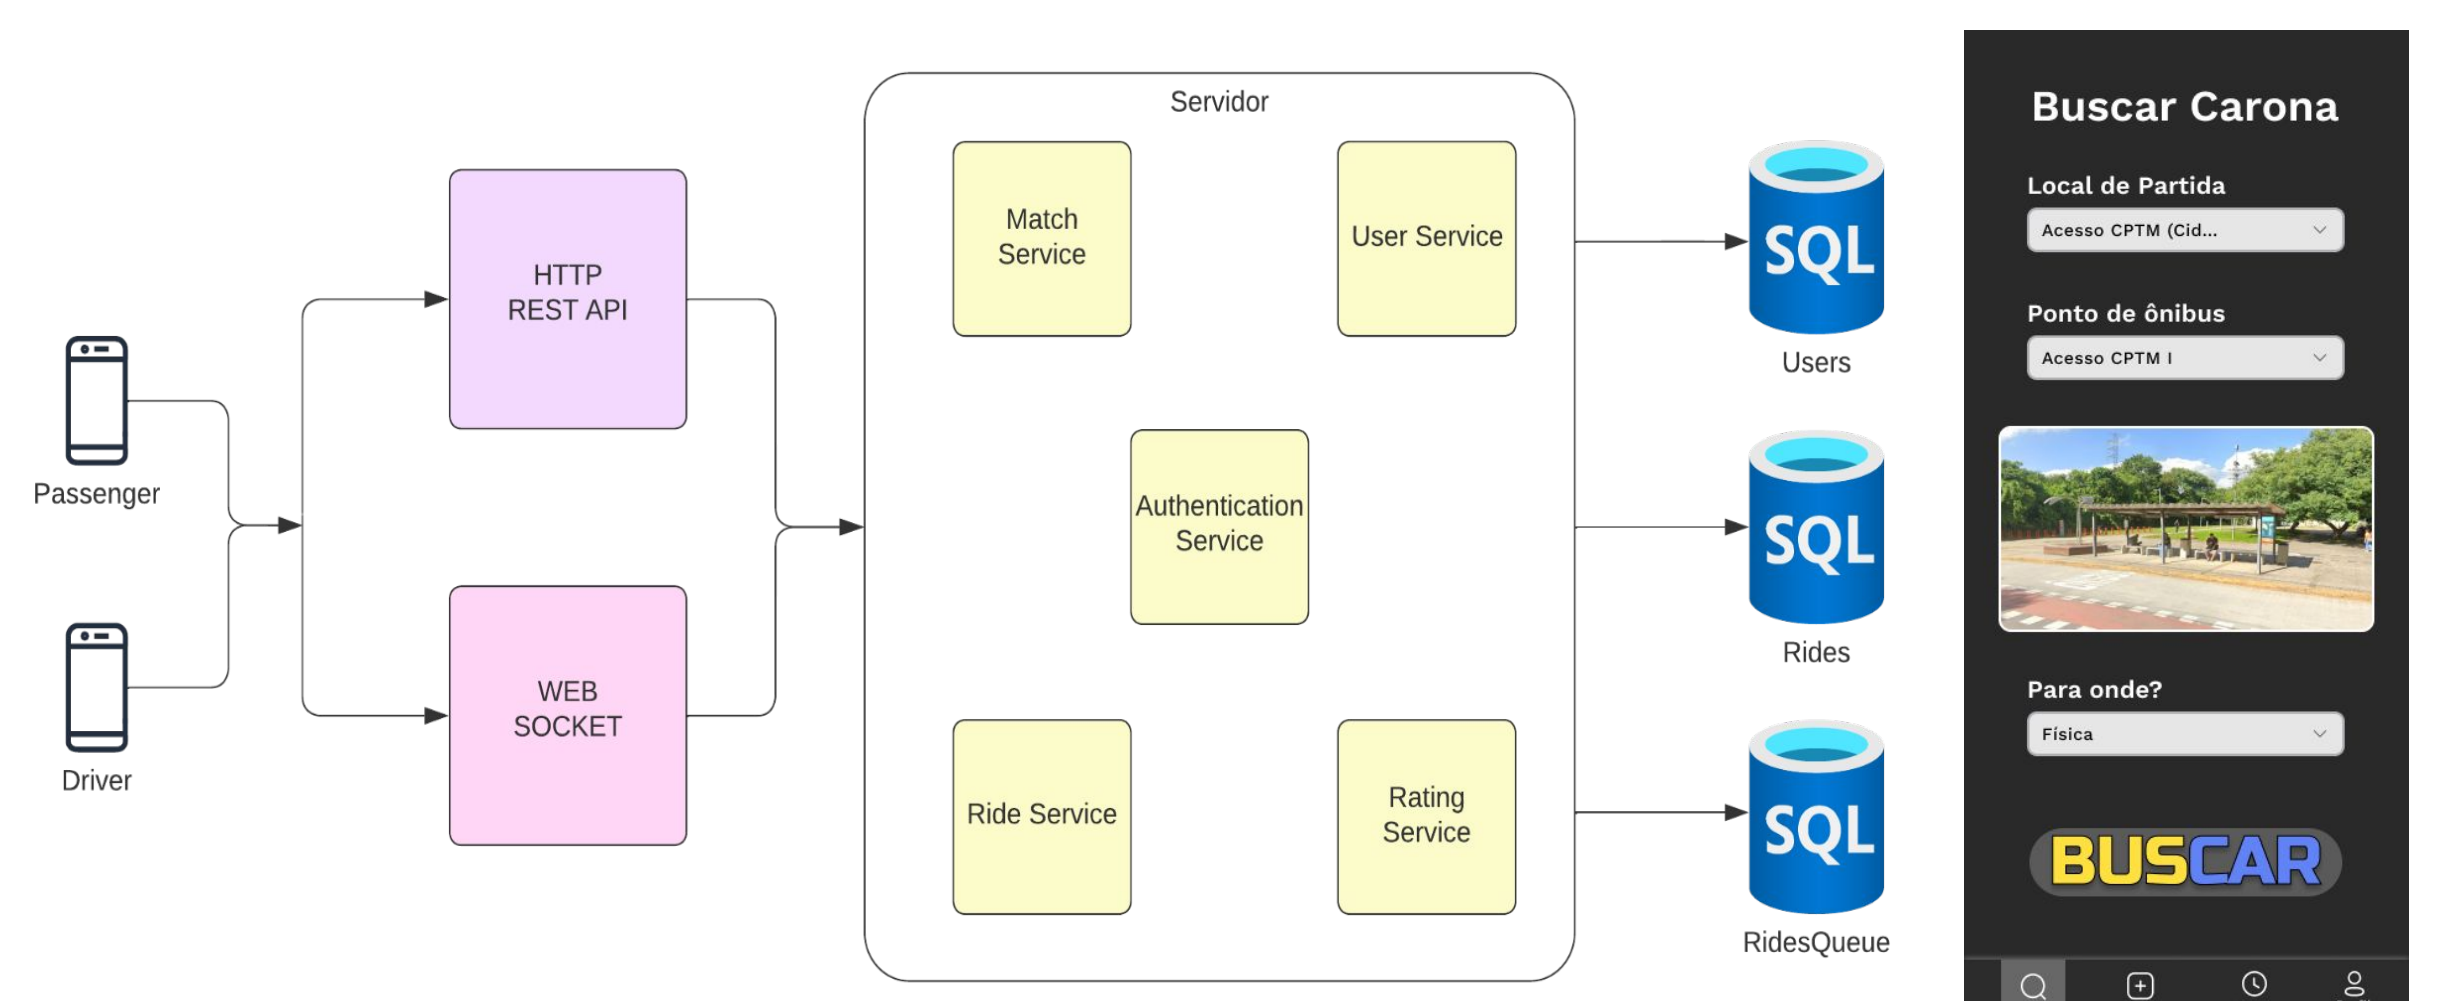 Passenger
Driver
HTTP
REST API
WEB
SOCKET
Servidor
Match
Service
User Service
Authentication
Service
Ride Service
Rating
Service
SQL
Users
SQL
Rides
SQL
RidesQueue
Buscar Carona
Local de Partida
Acesso CPTM (Cid...
Ponto de ônibus
Acesso CPTM I
Para onde?
Física
BUSCAR